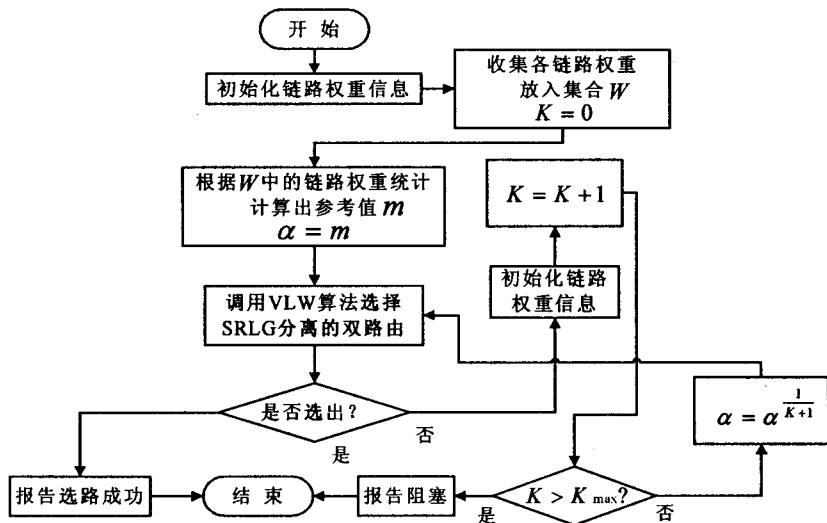 开 始
初始化链路权重信息
收集各链路权重
放入集合 W
K = 0
根据W中的链路权重统计
计算出参考值 m
α = m
K = K + 1
初始化链路
权重信息
调用VLW算法选择
SRLG分离的双路由
是否选出?
否
是
α = α^{\frac{1}{K+1}}
报告选路成功
结 束
报告阻塞
是
K > K max?
否